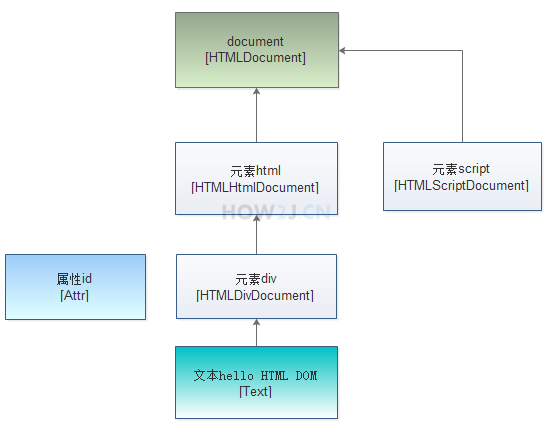 document
[HTMLDocument]
元素html
[HTMLHtmlDocument]
元素script
[HTMLScriptDocument]
HOW2J.CN
属性id
[Attr]
元素div
[HTMLDivDocument]
文本hello HTML DOM
[Text]